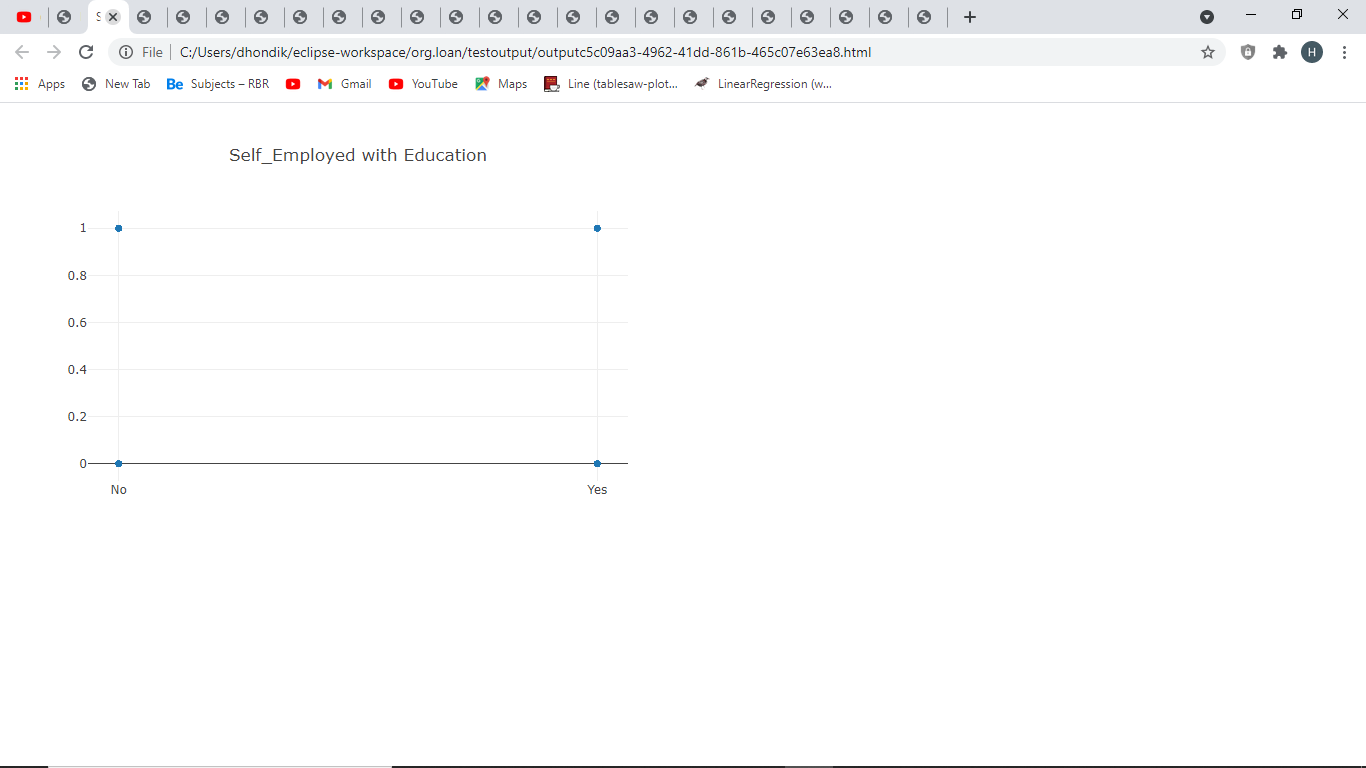 S
File C:/Users/dhondik/eclipse-workspace/org.loan/testoutput/outputc5c09aa3-4962-41dd-861b-465c07e63ea8.html
H
Apps New Tab Be Subjects – RBR Gmail YouTube Maps Line (tablesaw-plot... LinearRegression (w...
Self_Employed with Education
1
0.8
0.6
0.4
0.2
0
No Yes